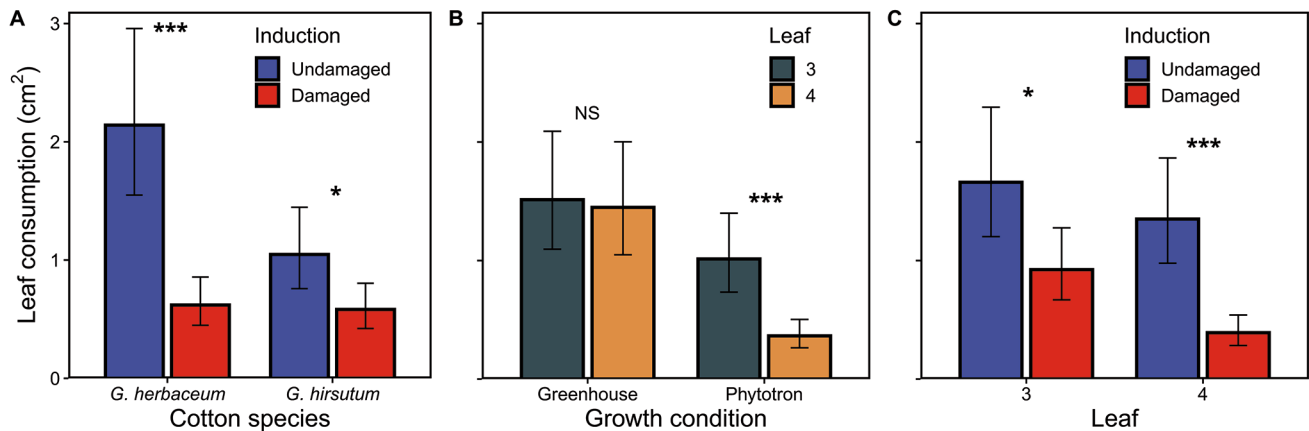 A
Leaf consumption (cm²)
3
2
1
0
***
*
Induction
Undamaged
Damaged
G. herbaceum
G. hirsutum
Cotton species
B
NS
***
Leaf
3
4
Greenhouse
Phytotron
Growth condition
C
*
***
Induction
Undamaged
Damaged
3
4
Leaf